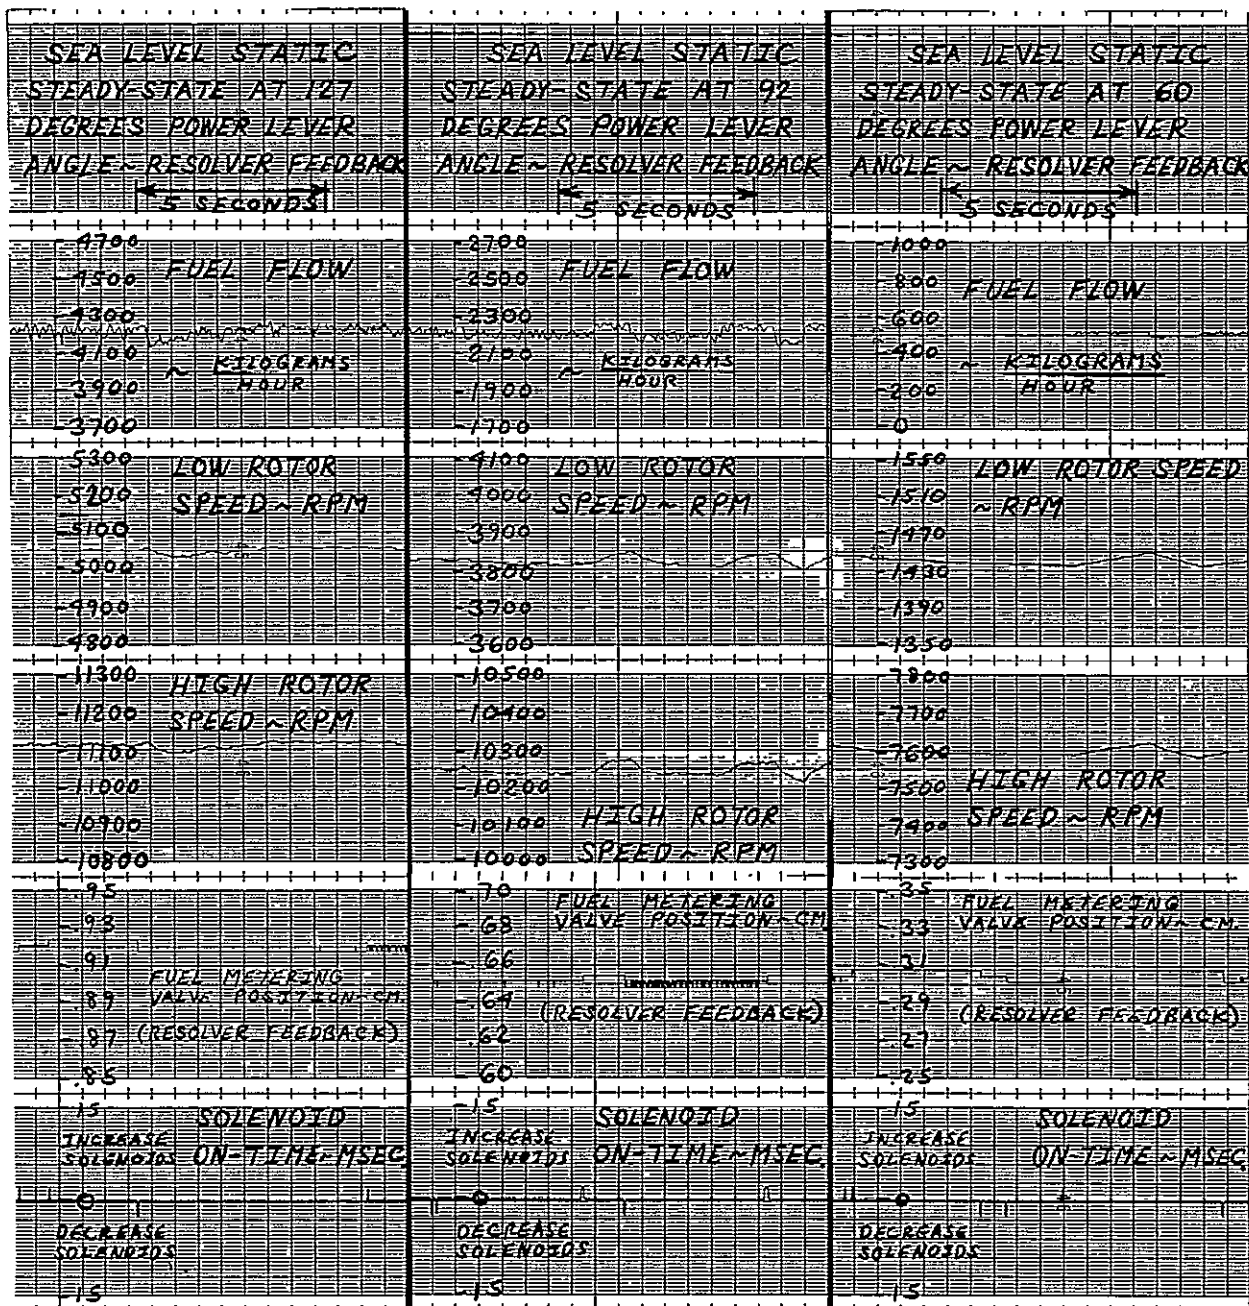 SEA LEVEL STATIC
STEADY-STATE AT 127
DEGREES POWER LEVER
ANGLE ~ RESOLVER FEEDBACK
5 SECONDS
4700
4500
4300
4100
3900
3700
FUEL FLOW
~ KILOGRAMS
HOUR
5300
5200
5100
5000
4900
4800
LOW ROTOR
SPEED ~ RPM
11300
11200
11100
11000
10900
10800
HIGH ROTOR
SPEED ~ RPM
.95
.93
.91
.89
.87
.85
FUEL METERING
VALVE POSITION-CM.
(RESOLVER FEEDBACK)
15
0
-15
SOLENOID
ON-TIME ~ MSEC.
INCREASE
SOLENOIDS
DECREASE
SOLENOIDS
SEA LEVEL STATIC
STEADY-STATE AT 92
DEGREES POWER LEVER
ANGLE ~ RESOLVER FEEDBACK
5 SECONDS
2700
2500
2300
2100
1900
1700
FUEL FLOW
~ KILOGRAMS
HOUR
4100
4000
3900
3800
3700
3600
LOW ROTOR
SPEED ~ RPM
10500
10400
10300
10200
10100
10000
HIGH ROTOR
SPEED ~ RPM
.70
.68
.66
.64
.62
.60
FUEL METERING
VALVE POSITION ~ CM.
(RESOLVER FEEDBACK)
15
0
-15
SOLENOID
ON-TIME ~ MSEC.
INCREASE
SOLENOIDS
DECREASE
SOLENOIDS
SEA LEVEL STATIC
STEADY-STATE AT 60
DEGREES POWER LEVER
ANGLE ~ RESOLVER FEEDBACK
5 SECONDS
1000
800
600
400
200
0
FUEL FLOW
~ KILOGRAMS
HOUR
1550
1510
1470
1430
1390
1350
LOW ROTOR SPEED
~ RPM
7800
7700
7600
7500
7400
7300
HIGH ROTOR
SPEED ~ RPM
.35
.33
.31
.29
.27
.25
FUEL METERING
VALVE POSITION ~ CM.
(RESOLVER FEEDBACK)
15
0
-15
SOLENOID
ON-TIME ~ MSEC.
INCREASE
SOLENOIDS
DECREASE
SOLENOIDS